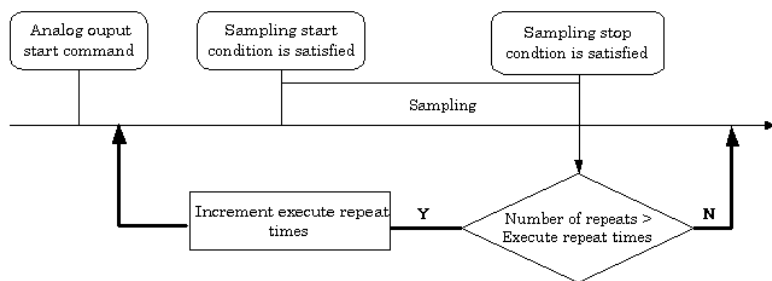 Analog ouput
start command
Sampling start
condition is satisfied
Sampling stop
condtion is satisfied
Sampling
Increment execute repeat
times
Y
Number of repeats >
Execute repeat times
N